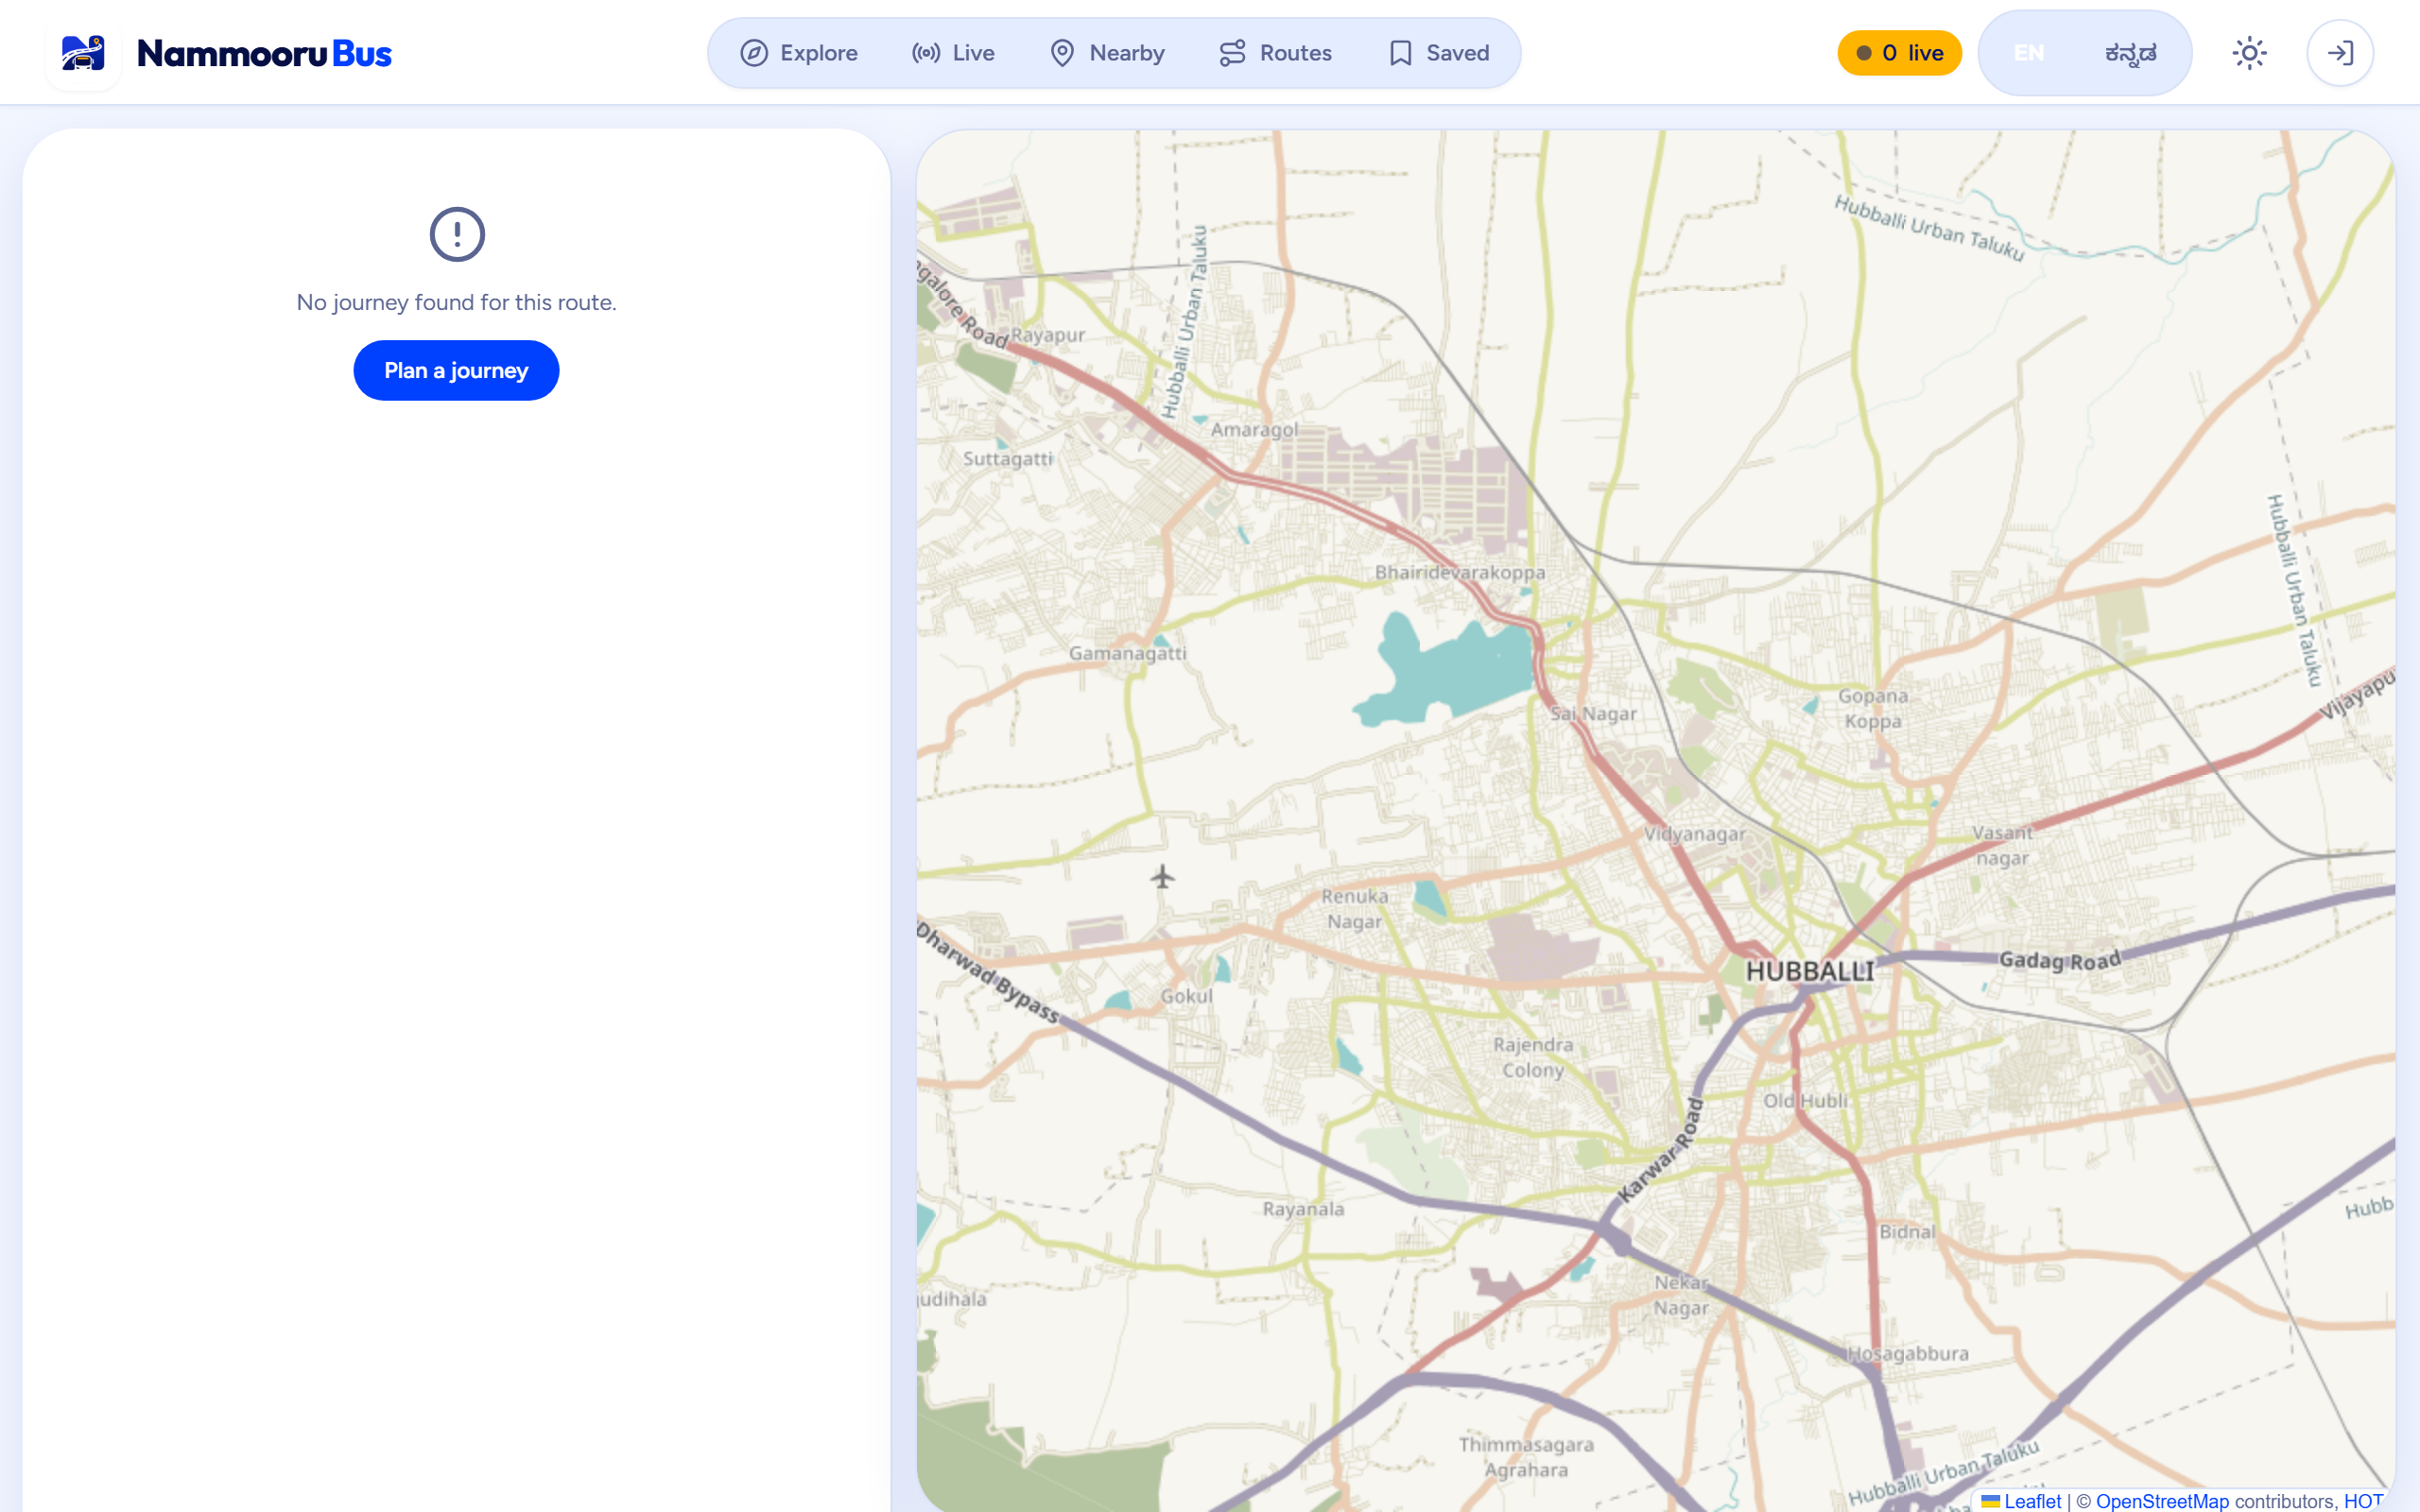 Nammooru Bus
Explore
Live
Nearby
Routes
Saved
0 live
EN
ಕನ್ನಡ
No journey found for this route.
Plan a journey
Hubballi Urban Taluku
Hubballi Urban Taluku
Rayapur
Amaragol
Suttagatti
Bhairidevarakoppa
Hubballi Urban Taluku
Gamanagatti
Sai Nagar
Gopana
Koppa
Vidyanagar
Vasant
nagar
Renuka
Nagar
Dharwad Bypass
HUBBALLI
Gadag Road
Gokul
Rajendra
Colony
Old Hubli
Karwar Road
Rayanala
Bidnal
Nekar
Nagar
Hosagabbura
Thimmasagara
Agrahara
Hubballi Urban Taluku
Leaflet | © OpenStreetMap contributors, HOT